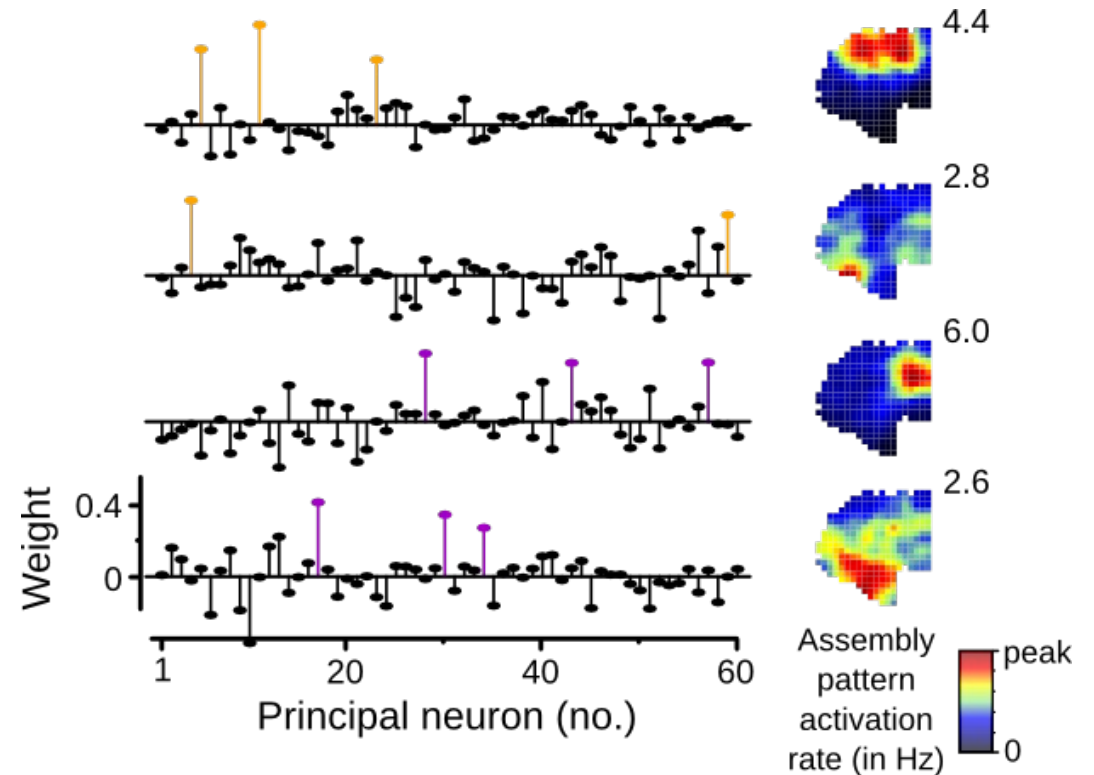 4.4
2.8
6.0
2.6
Weight
0.4
0
1
20
40
60
Principal neuron (no.)
Assembly
pattern
activation
rate (in Hz)
peak
0